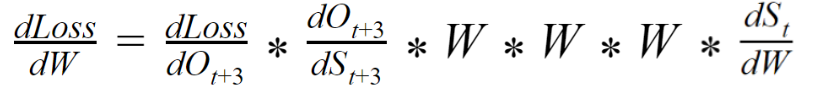 dLoss/dW = dLoss/dO_{t+3} * dO_{t+3}/dS_{t+3} * W * W * W * dS_t/dW